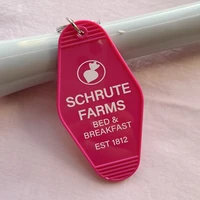 SCHRUTE
FARMS
BED &
BREAKFAST
EST 1812